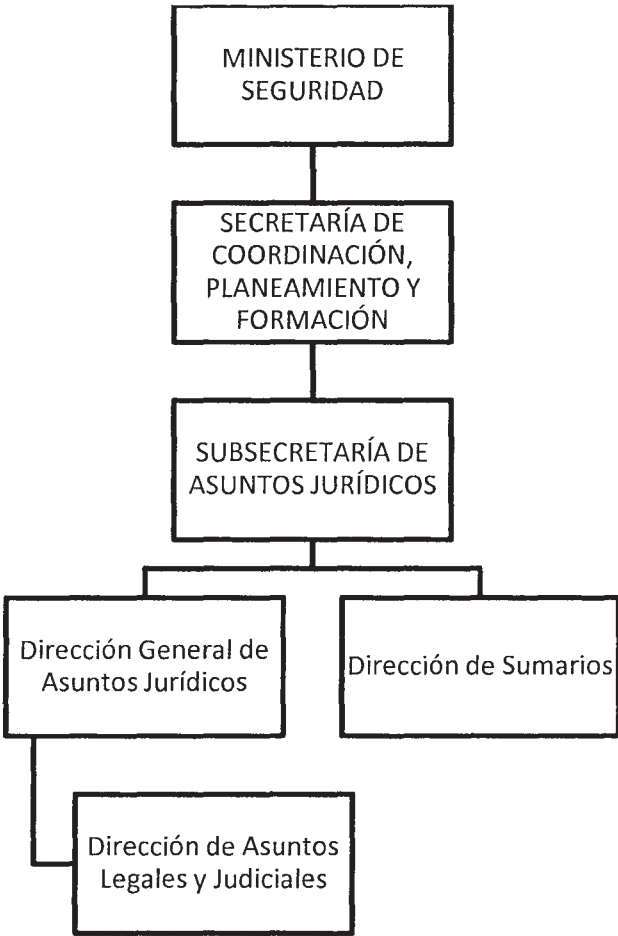 MINISTERIO DE
SEGURIDAD
SECRETARÍA DE
COORDINACIÓN,
PLANEAMIENTO Y
FORMACIÓN
SUBSECRETARÍA DE
ASUNTOS JURÍDICOS
Dirección General de
Asuntos Jurídicos
Dirección de Sumarios
Dirección de Asuntos
Legales y Judiciales